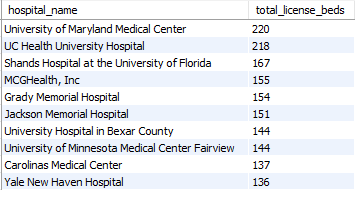 hospital_name total_license_beds
University of Maryland Medical Center 220
UC Health University Hospital 218
Shands Hospital at the University of Florida 167
MCGHealth, Inc 155
Grady Memorial Hospital 154
Jackson Memorial Hospital 151
University Hospital in Bexar County 144
University of Minnesota Medical Center Fairview 144
Carolinas Medical Center 137
Yale New Haven Hospital 136